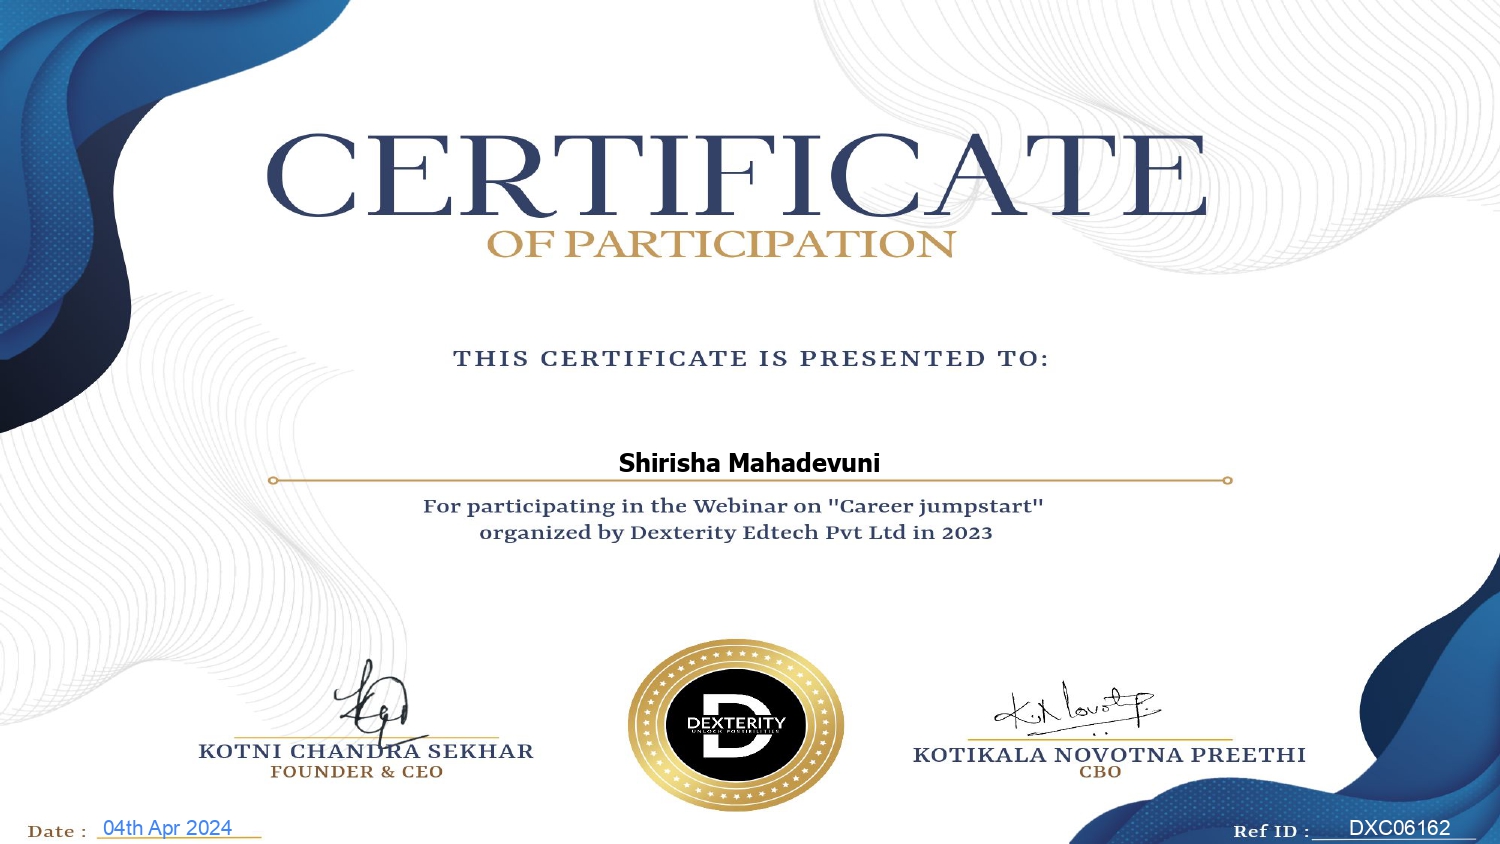 CERTIFICATE
OF PARTICIPATION
THIS CERTIFICATE IS PRESENTED TO:
Shirisha Mahadevuni
For participating in the Webinar on "Career jumpstart"
organized by Dexterity Edtech Pvt Ltd in 2023
K.N lovot P.
DEXTERITY
UNLOCK POSSIBILITIES
KOTNI CHANDRA SEKHAR
FOUNDER & CEO
KOTIKALA NOVOTNA PREETHI
CBO
Date : 04th Apr 2024
Ref ID : DXC06162